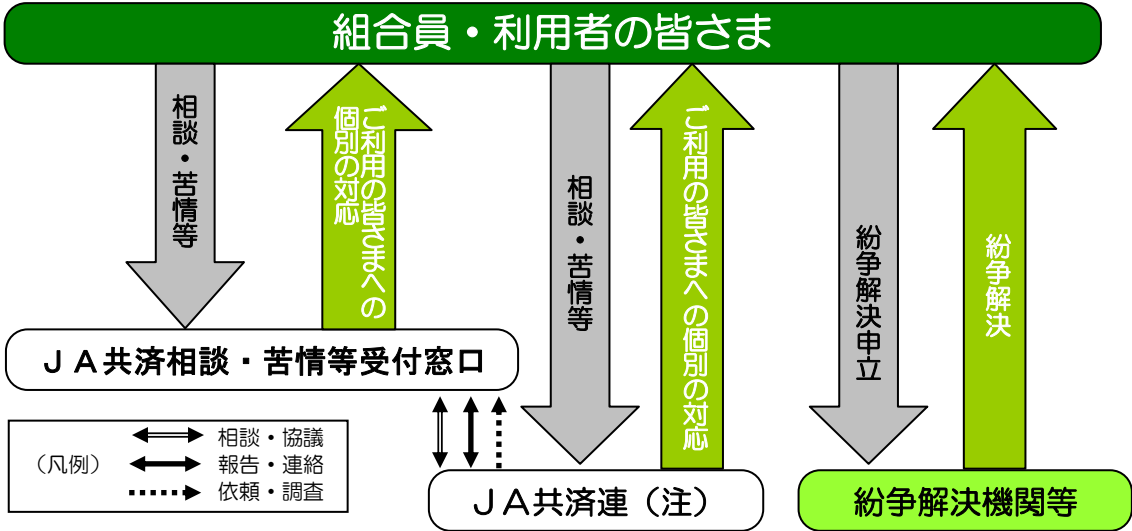 組合員・利用者の皆さま
相談・苦情等
ご利用の皆さまへの
個別の対応
相談・苦情等
ご利用の皆さまへの個別の対応
紛争解決申立
紛争解決
ＪＡ共済相談・苦情等受付窓口
（凡例）
相談・協議
報告・連絡
依頼・調査
ＪＡ共済連（注）
紛争解決機関等